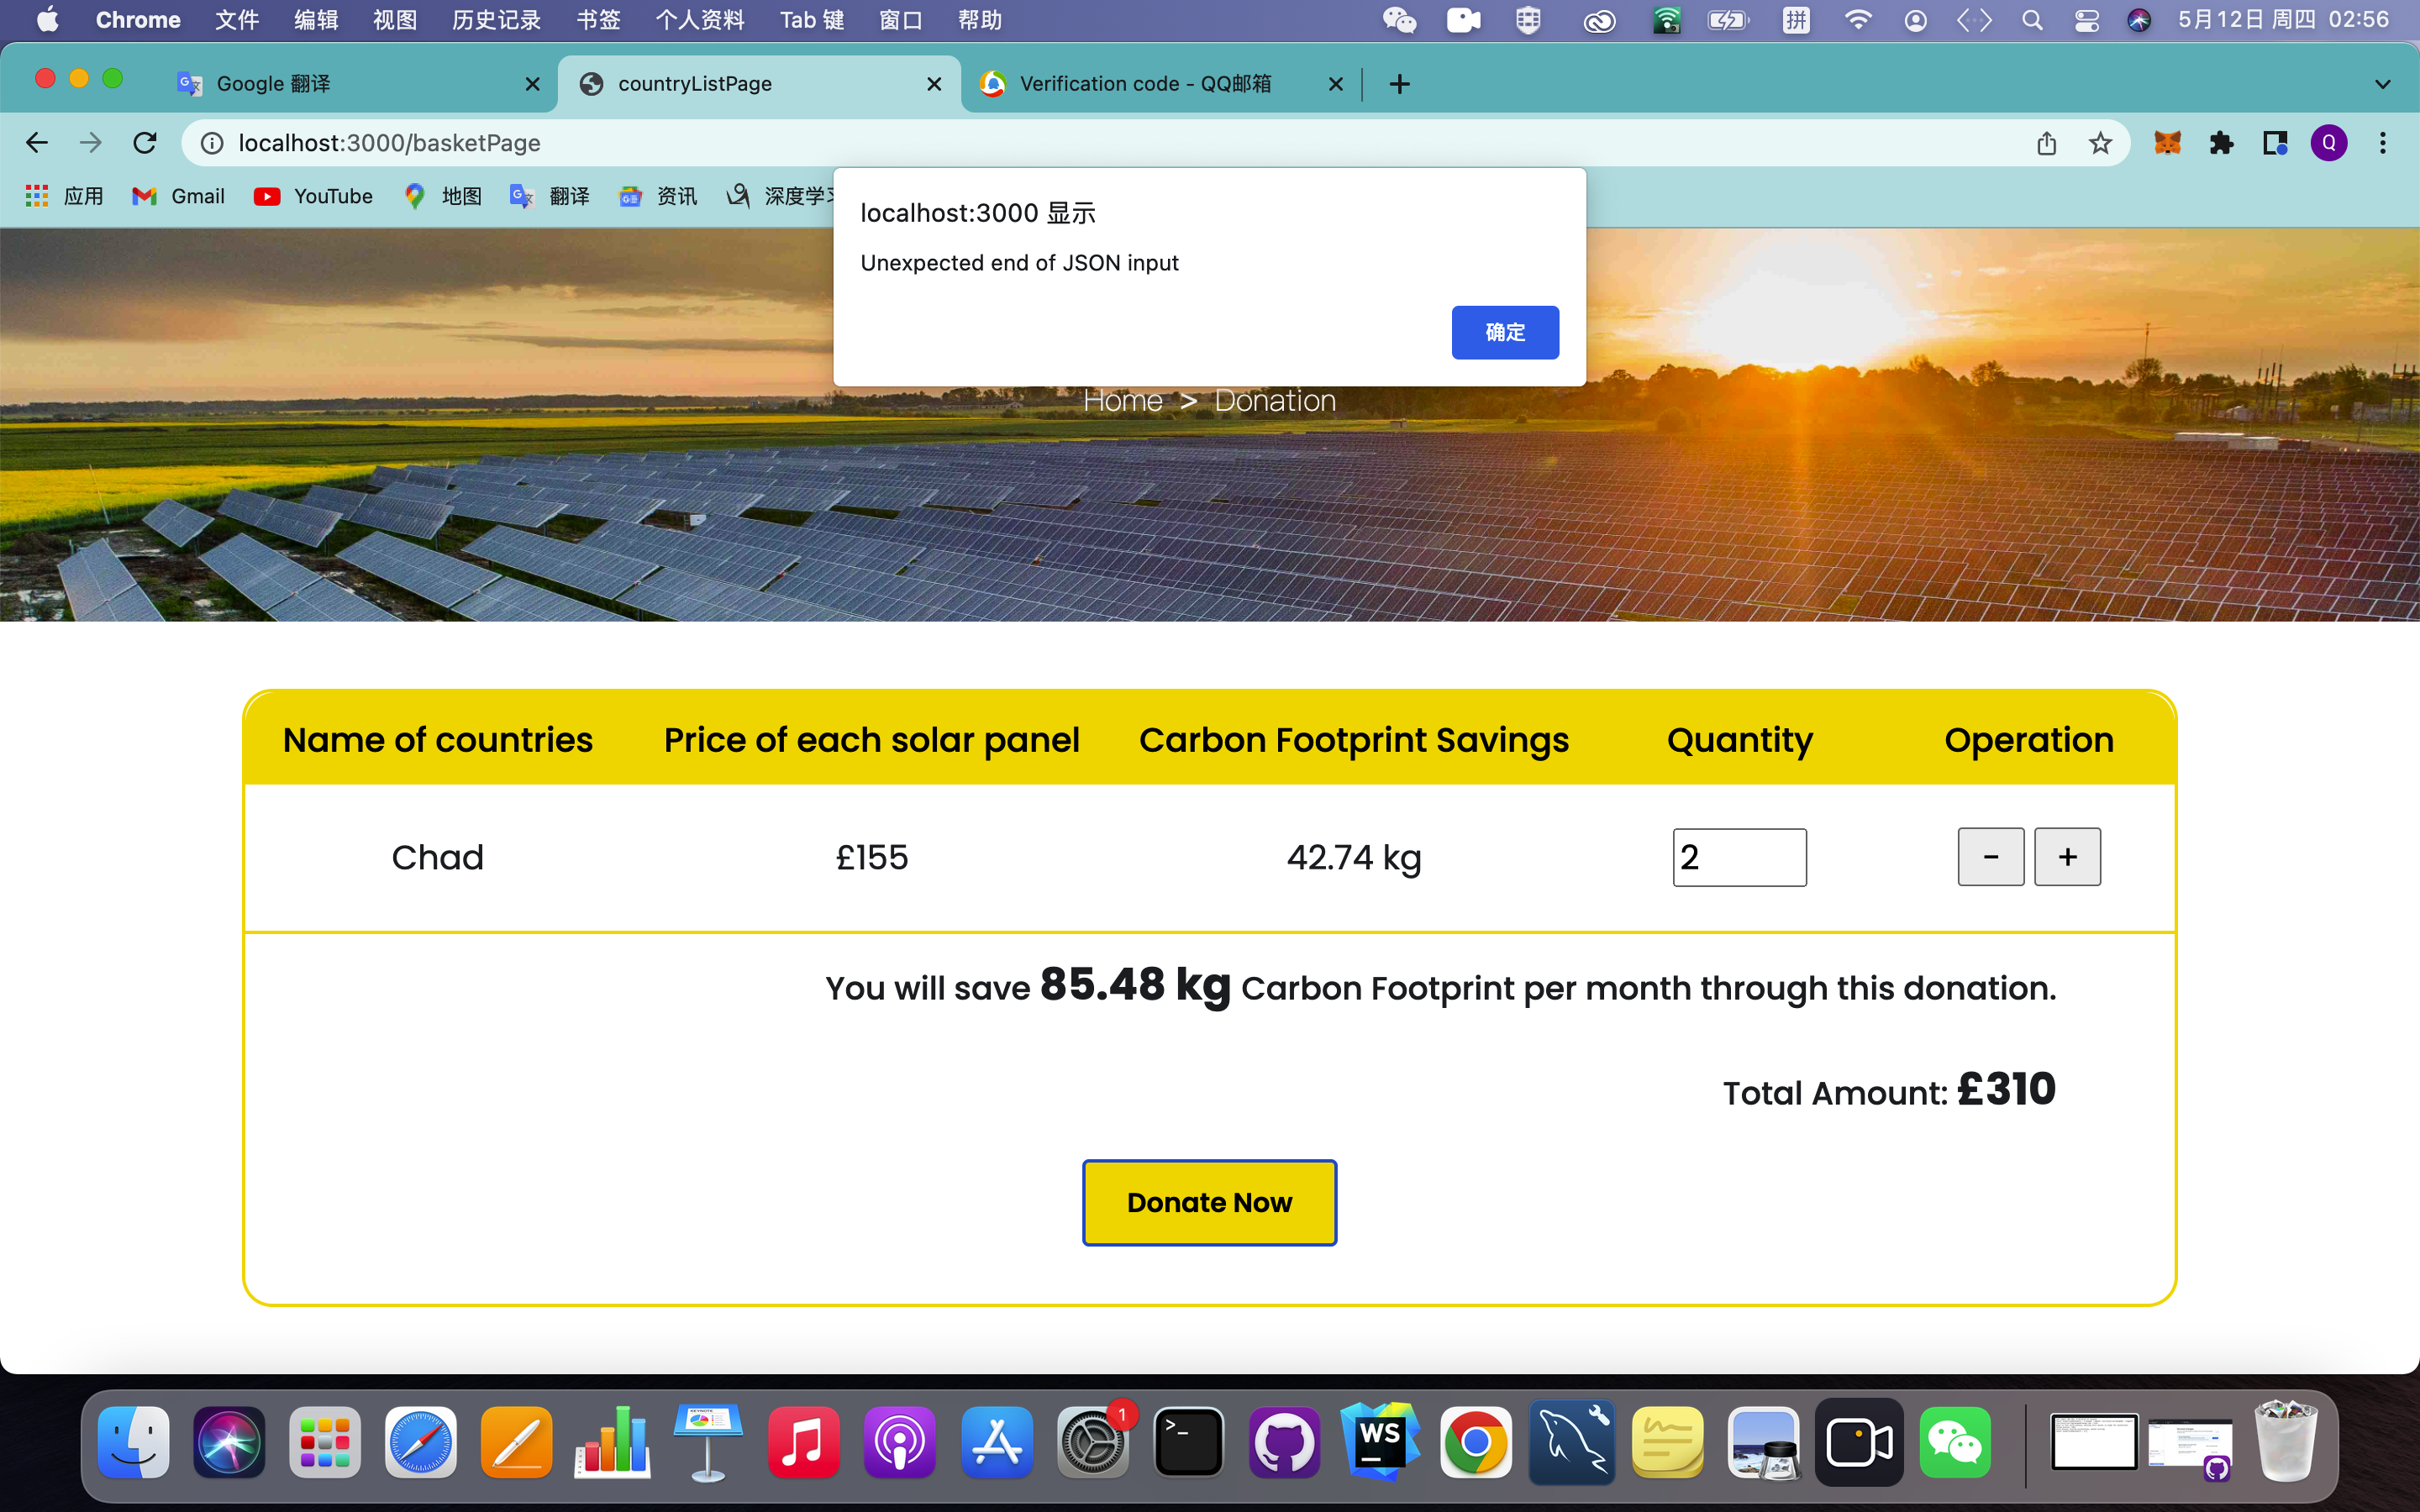 Chrome 文件 编辑 视图 历史记录 书签 个人资料 Tab 键 窗口 帮助 拼 5月12日 周四 02:56
Google 翻译 countryListPage Verification code - QQ邮箱
localhost:3000/basketPage Q
应用 Gmail YouTube 地图 翻译 资讯 深度学习
localhost:3000 显示
Unexpected end of JSON input
确定
Home > Donation
Name of countries Price of each solar panel Carbon Footprint Savings Quantity Operation
Chad £155 42.74 kg 2 - +
You will save 85.48 kg Carbon Footprint per month through this donation.
Total Amount: £310
Donate Now
1
WS